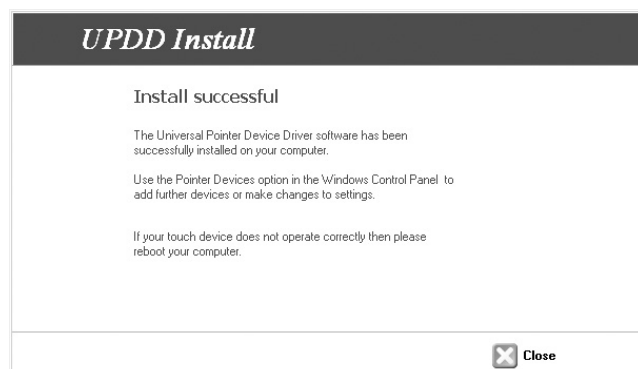 UPDD Install
Install successful
The Universal Pointer Device Driver software has been
successfully installed on your computer.
Use the Pointer Devices option in the Windows Control Panel to
add further devices or make changes to settings.
If your touch device does not operate correctly then please
reboot your computer.
Close